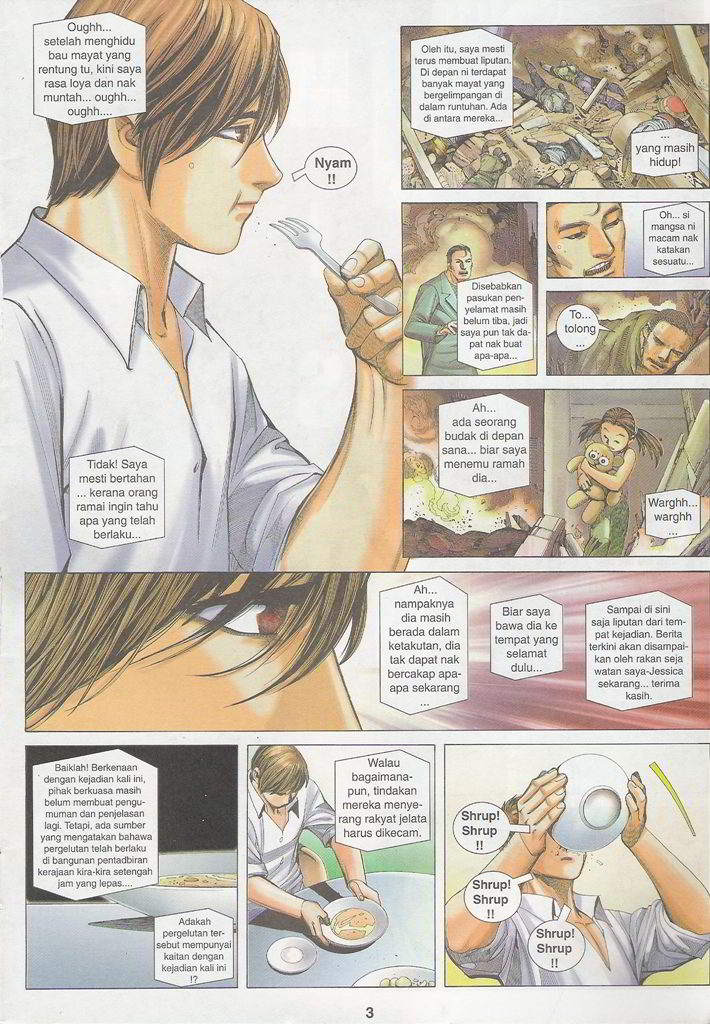 Oughh...
setelah menghidu
bau mayat yang
rentung tu, kini saya
rasa loya dan nak
muntah... oughh...
oughh....
Nyam
!!
Tidak! Saya
mesti bertahan
... kerana orang
ramai ingin tahu
apa yang telah
berlaku...
Oleh itu, saya mesti
terus membuat liputan.
Di depan ni terdapat
banyak mayat yang
bergelimpangan di
dalam runtuhan. Ada
di antara mereka...
...
yang masih
hidup!
Disebabkan
pasukan pen-
yelamat masih
belum tiba, jadi
saya pun tak da-
pat nak buat
apa-apa...
Oh... si
mangsa ni
macam nak
katakan
sesuatu...
To...
tolong
...
Ah...
ada seorang
budak di depan
sana... biar saya
menemu ramah
dia...
Warghh...
warghh
...
Ah...
nampaknya
dia masih
berada dalam
ketakutan, dia
tak dapat nak
bercakap apa-
apa sekarang
...
Biar saya
bawa dia ke
tempat yang
selamat
dulu...
Sampai di sini
saja liputan dari tem-
pat kejadian. Berita
terkini akan disampai-
kan oleh rakan seja
watan saya-Jessica
sekarang... terima
kasih.
Baiklah! Berkenaan
dengan kejadian kali ini,
pihak berkuasa masih
belum membuat pengu-
muman dan penjelasan
lagi. Tetapi, ada sumber
yang mengatakan bahawa
pergelutan telah berlaku
di bangunan pentadbiran
kerajaan kira-kira setengah
jam yang lepas....
Adakah
pergelutan ter-
sebut mempunyai
kaitan dengan
kejadian kali ini
!?
Walau
bagaimana-
pun, tindakan
mereka menye-
rang rakyat jelata
harus dikecam.
Shrup!
Shrup
!!
Shrup!
Shrup
!!
Shrup!
Shrup
!!
3